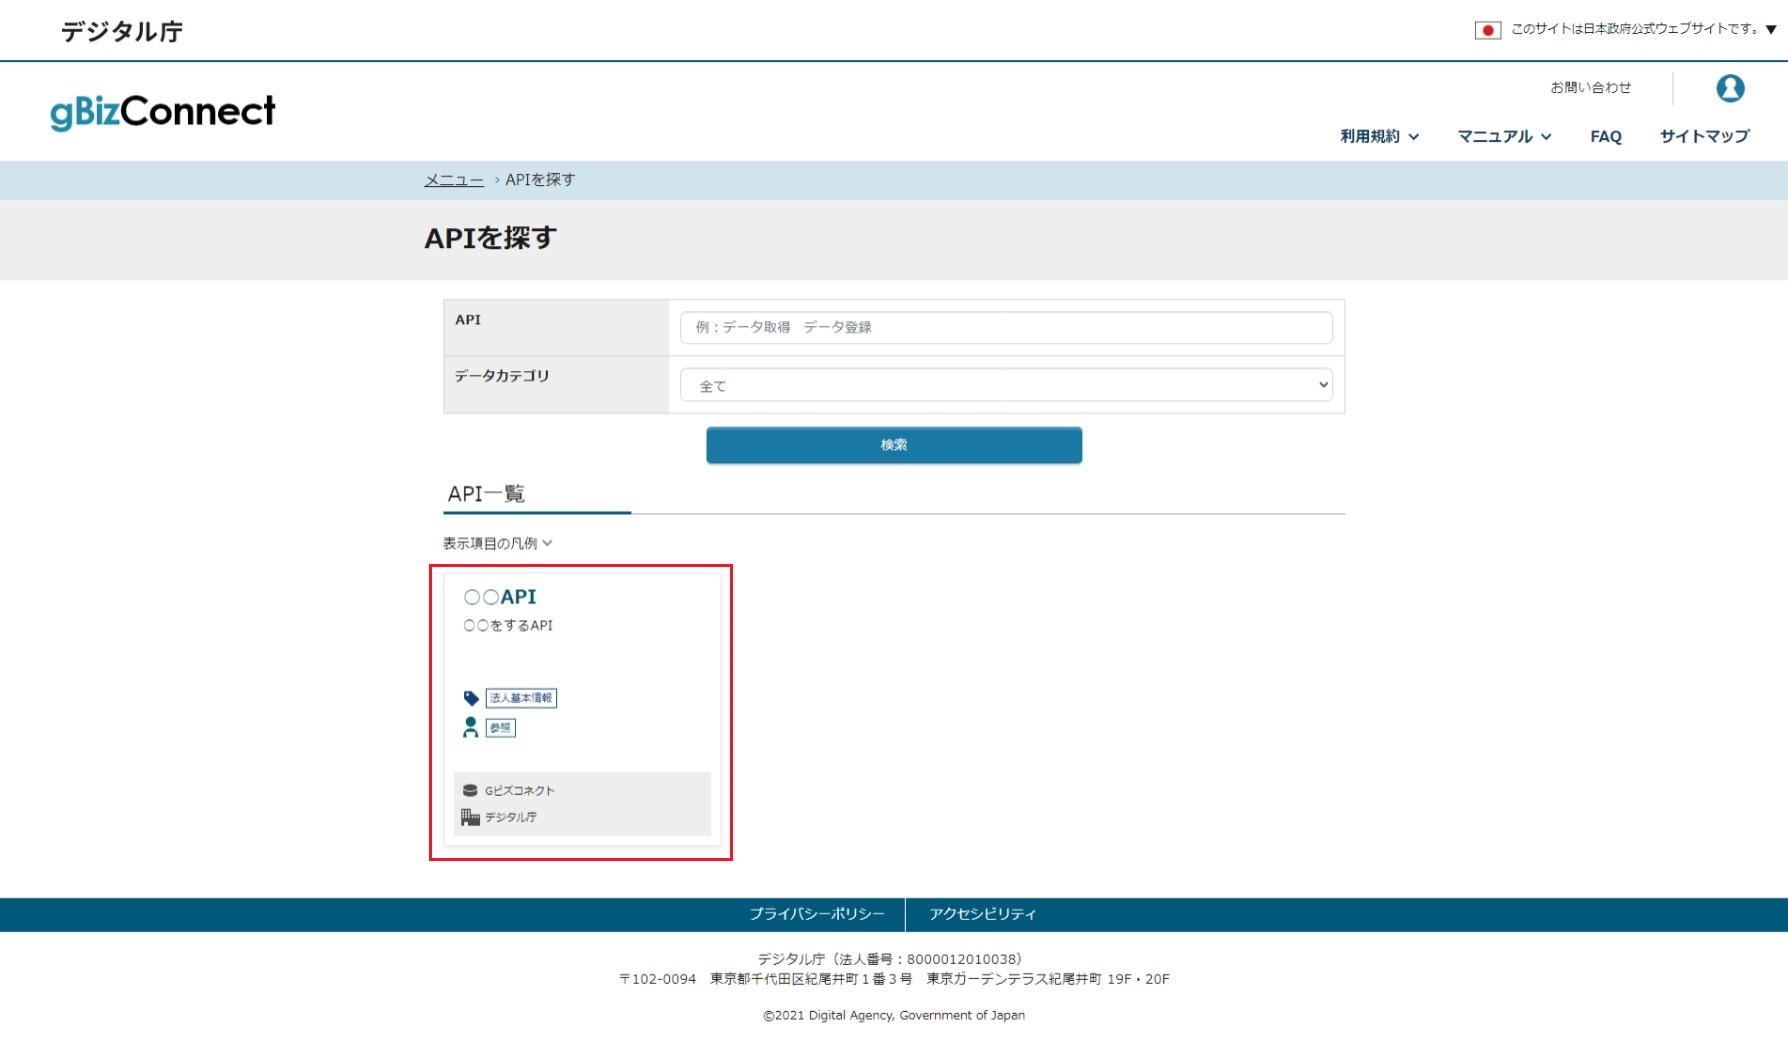 デジタル庁
このサイトは日本政府公式ウェブサイトです。▼
gBizConnect
お問い合わせ
利用規約 マニュアル FAQ サイトマップ
メニュー › APIを探す
APIを探す
API
例：データ取得　データ登録
データカテゴリ
全て
検索
API一覧
表示項目の凡例
〇〇API
〇〇をするAPI
法人基本情報
参照
Gビズコネクト
デジタル庁
プライバシーポリシー
アクセシビリティ
デジタル庁（法人番号：8000012010038）
〒102-0094　東京都千代田区紀尾井町１番３号　東京ガーデンテラス紀尾井町 19F・20F
©2021 Digital Agency, Government of Japan